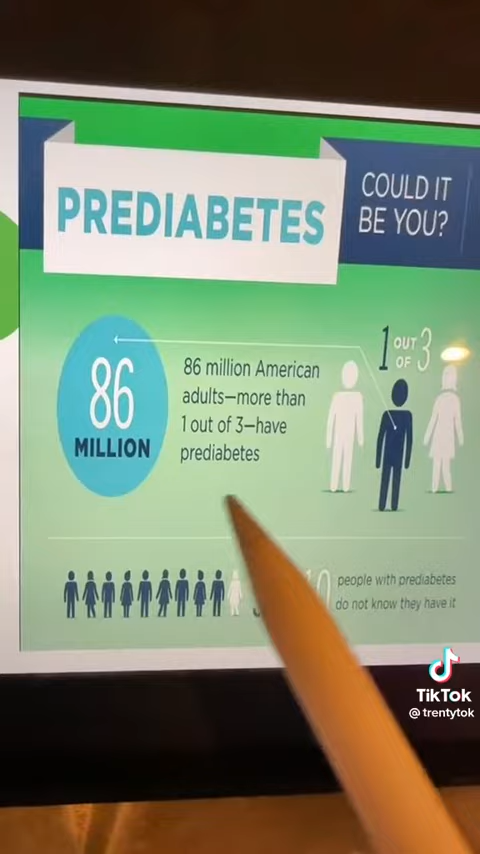 PREDIABETES
COULD IT
BE YOU?
86
MILLION
86 million American
adults—more than
1 out of 3—have
prediabetes
1 OUT OF 3
10
people with prediabetes
do not know they have it
TikTok
@trentytok